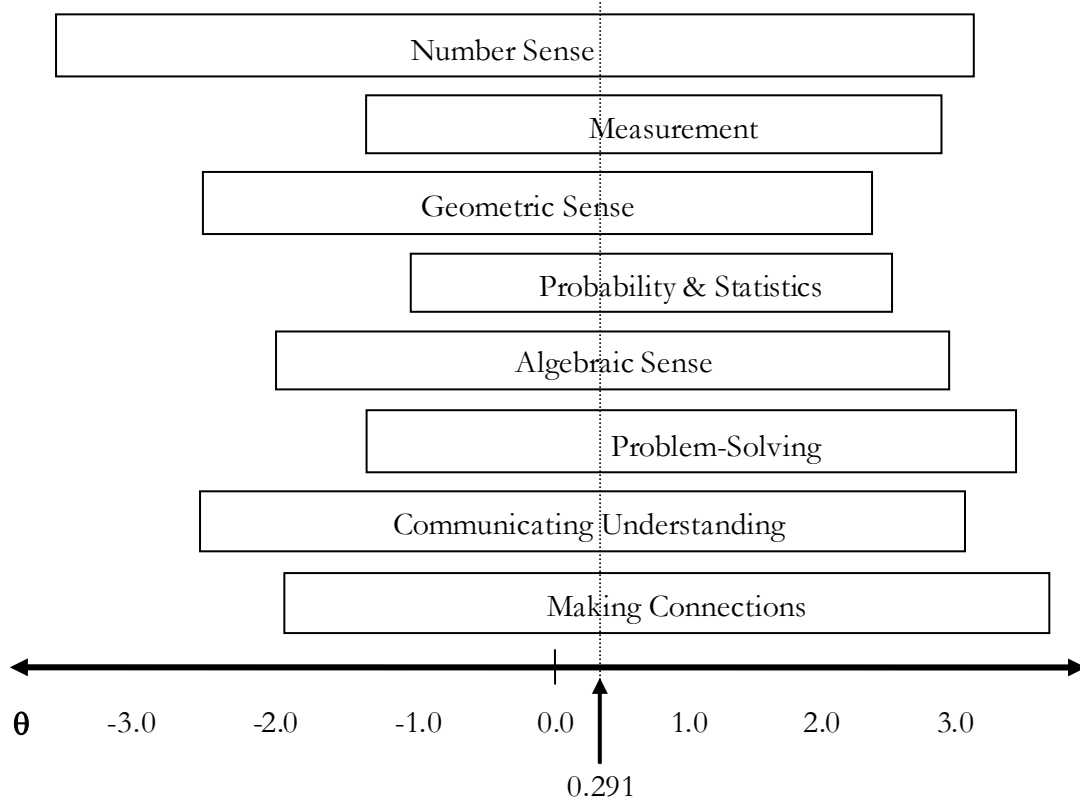 Number Sense
Measurement
Geometric Sense
Probability & Statistics
Algebraic Sense
Problem-Solving
Communicating Understanding
Making Connections
θ -3.0 -2.0 -1.0 0.0 1.0 2.0 3.0
0.291